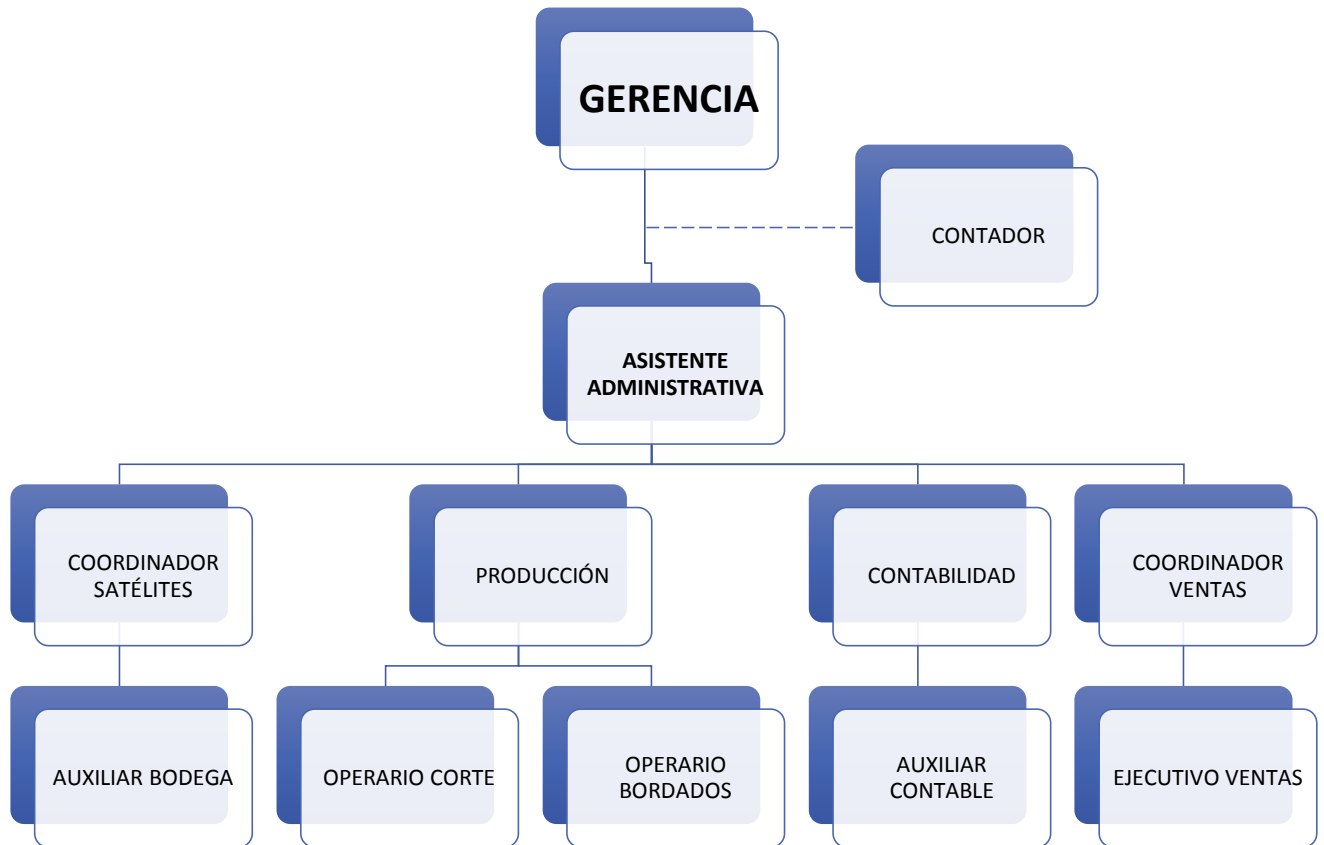 GERENCIA
CONTADOR
ASISTENTE
ADMINISTRATIVA
COORDINADOR
SATÉLITES
PRODUCCIÓN
CONTABILIDAD
COORDINADOR
VENTAS
AUXILIAR BODEGA
OPERARIO CORTE
OPERARIO
BORDADOS
AUXILIAR
CONTABLE
EJECUTIVO VENTAS